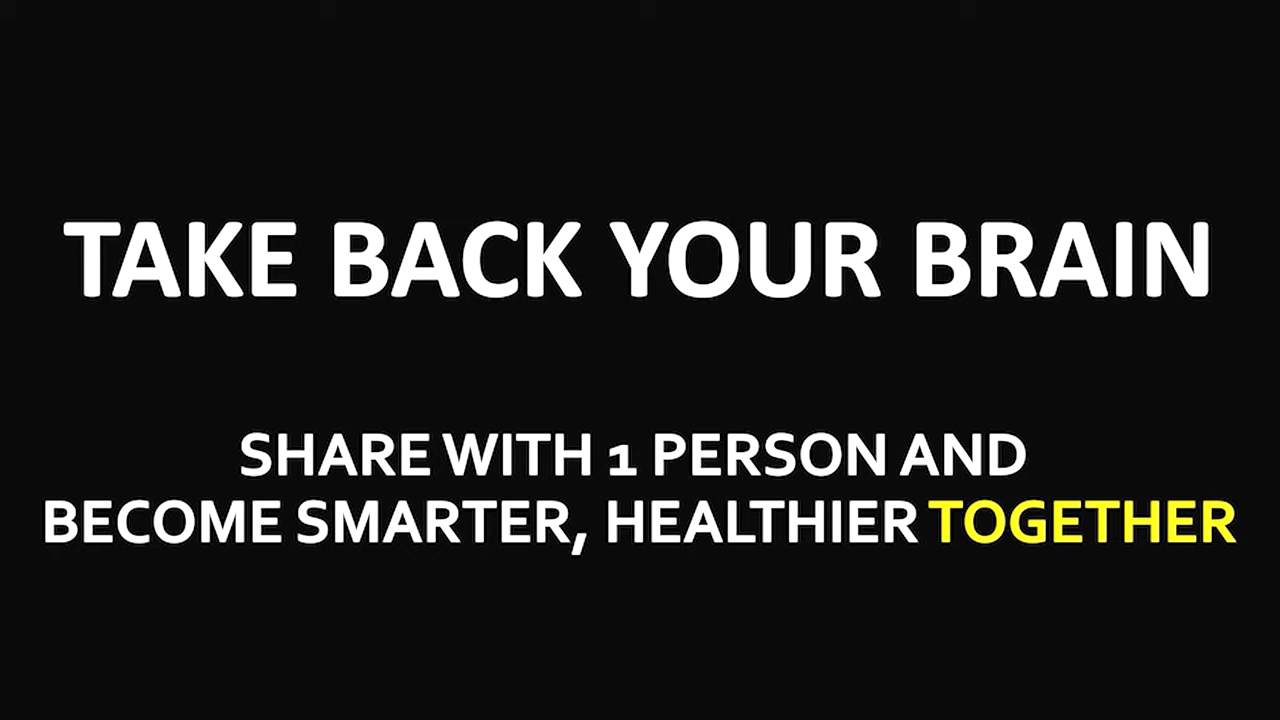 TAKE BACK YOUR BRAIN
SHARE WITH 1 PERSON AND
BECOME SMARTER, HEALTHIER TOGETHER